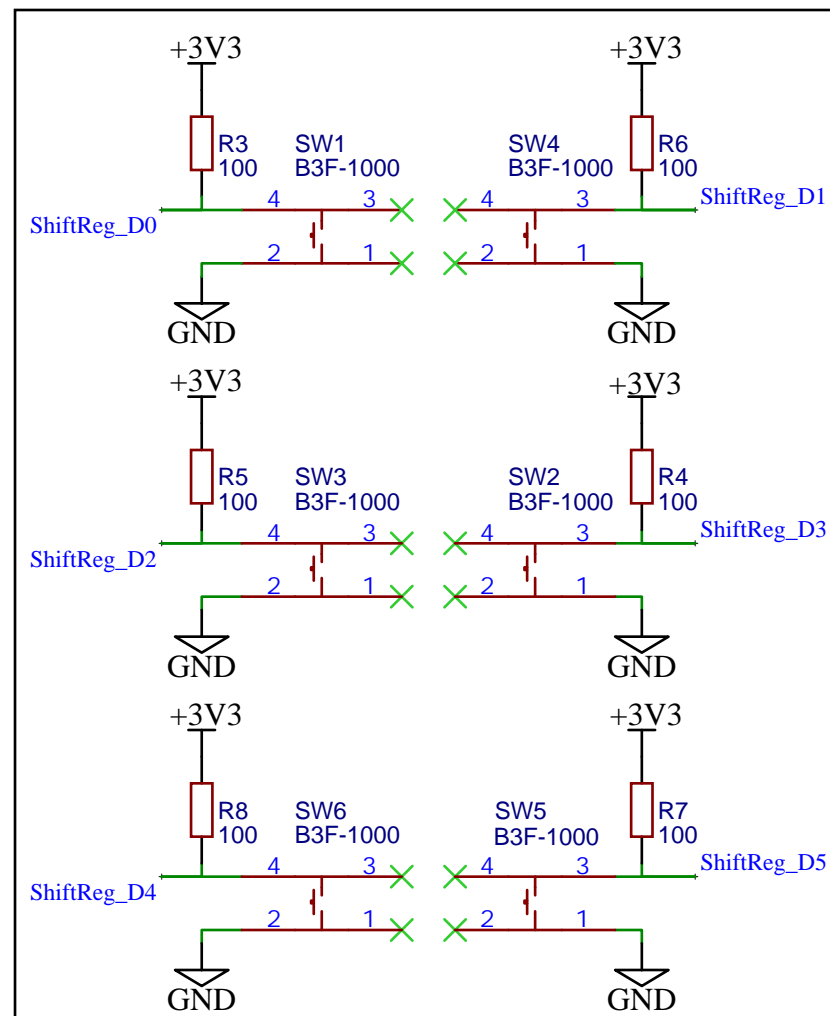 +3V3
+3V3
R3
100
SW1
B3F-1000
SW4
B3F-1000
R6
100
4 3
4 3
ShiftReg_D0
ShiftReg_D1
2 1
2 1
GND
GND
+3V3
+3V3
R5
100
SW3
B3F-1000
SW2
B3F-1000
R4
100
4 3
4 3
ShiftReg_D2
ShiftReg_D3
2 1
2 1
GND
GND
+3V3
+3V3
R8
100
SW6
B3F-1000
SW5
B3F-1000
R7
100
4 3
4 3
ShiftReg_D4
ShiftReg_D5
2 1
2 1
GND
GND